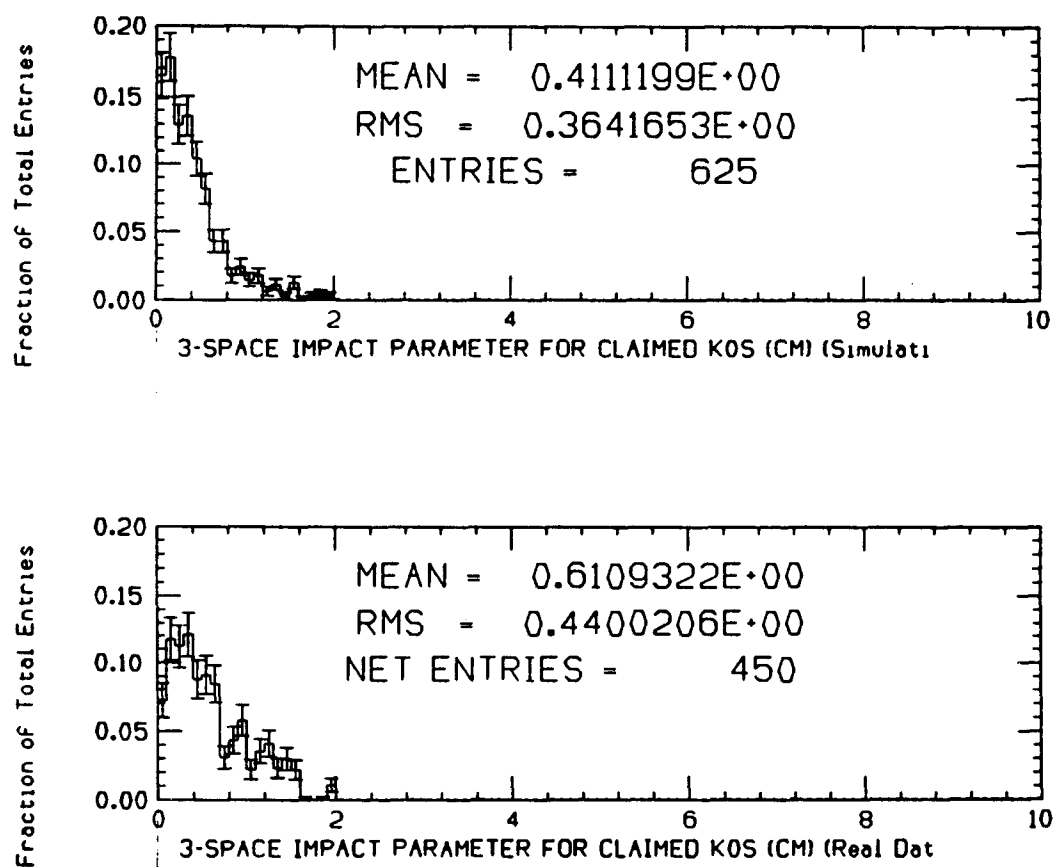 Fraction of Total Entries
0.20
0.15
0.10
0.05
0.00
MEAN = 0.4111199E+00
RMS = 0.3641653E+00
ENTRIES = 625
0 2 4 6 8 10
3-SPACE IMPACT PARAMETER FOR CLAIMED K0S (CM) (Simulati
Fraction of Total Entries
0.20
0.15
0.10
0.05
0.00
MEAN = 0.6109322E+00
RMS = 0.4400206E+00
NET ENTRIES = 450
0 2 4 6 8 10
3-SPACE IMPACT PARAMETER FOR CLAIMED K0S (CM) (Real Dat